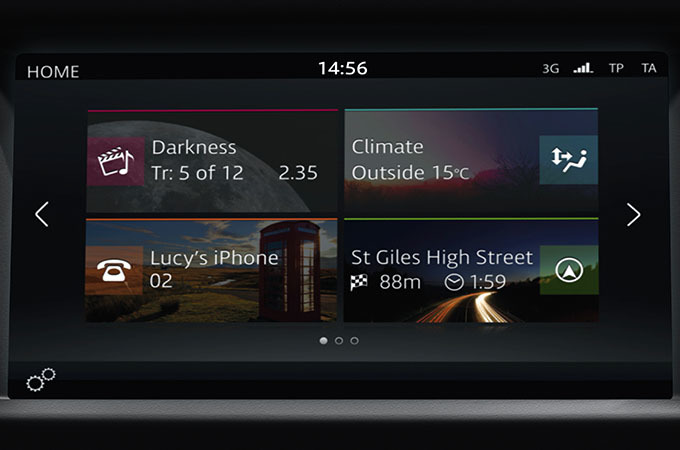 HOME
14:56
3G TP TA
Darkness
Tr: 5 of 12 2.35
Climate
Outside 15°C
Lucy's iPhone
02
St Giles High Street
88m 1:59